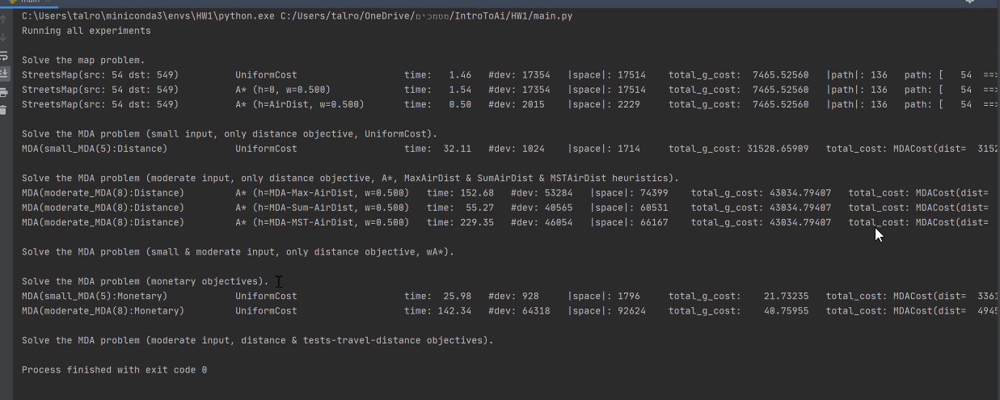 main
C:\Users\talro\miniconda3\envs\HW1\python.exe C:/Users/talro/OneDrive/מסמכים/IntroToAi/HW1/main.py
Running all experiments
Solve the map problem.
StreetsMap(src: 54 dst: 549) UniformCost time: 1.46 #dev: 17354 |space|: 17514 total_g_cost: 7465.52560 |path|: 136 path: [ 54 ==>
StreetsMap(src: 54 dst: 549) A* (h=0, w=0.500) time: 1.54 #dev: 17354 |space|: 17514 total_g_cost: 7465.52560 |path|: 136 path: [ 54 ==>
StreetsMap(src: 54 dst: 549) A* (h=AirDist, w=0.500) time: 0.50 #dev: 2015 |space|: 2229 total_g_cost: 7465.52560 |path|: 136 path: [ 54 ==>
Solve the MDA problem (small input, only distance objective, UniformCost).
MDA(small_MDA(5):Distance) UniformCost time: 32.11 #dev: 1024 |space|: 1714 total_g_cost: 31528.65909 total_cost: MDACost(dist= 3152
Solve the MDA problem (moderate input, only distance objective, A*, MaxAirDist & SumAirDist & MSTAirDist heuristics).
MDA(moderate_MDA(8):Distance) A* (h=MDA-Max-AirDist, w=0.500) time: 152.68 #dev: 53284 |space|: 74399 total_g_cost: 43034.79407 total_cost: MDACost(dist=
MDA(moderate_MDA(8):Distance) A* (h=MDA-Sum-AirDist, w=0.500) time: 55.27 #dev: 40565 |space|: 60531 total_g_cost: 43034.79407 total_cost: MDACost(dist=
MDA(moderate_MDA(8):Distance) A* (h=MDA-MST-AirDist, w=0.500) time: 229.35 #dev: 46054 |space|: 66167 total_g_cost: 43034.79407 total_cost: MDACost(dist=
Solve the MDA problem (small & moderate input, only distance objective, wA*).
Solve the MDA problem (monetary objectives).
MDA(small_MDA(5):Monetary) UniformCost time: 25.98 #dev: 928 |space|: 1796 total_g_cost: 21.73235 total_cost: MDACost(dist= 3361
MDA(moderate_MDA(8):Monetary) UniformCost time: 142.34 #dev: 64318 |space|: 92624 total_g_cost: 40.75955 total_cost: MDACost(dist= 4945
Solve the MDA problem (moderate input, distance & tests-travel-distance objectives).
Process finished with exit code 0